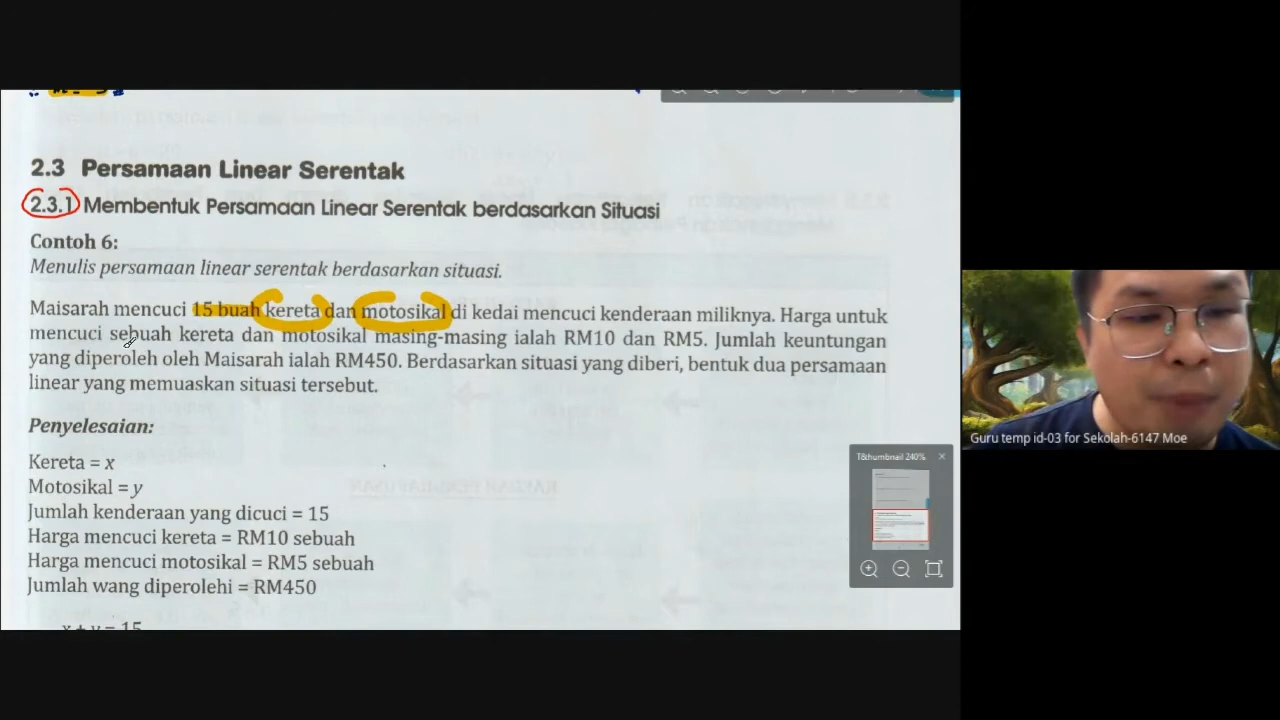 2.3 Persamaan Linear Serentak
2.3.1 Membentuk Persamaan Linear Serentak berdasarkan Situasi
Contoh 6:
Menulis persamaan linear serentak berdasarkan situasi.
Maisarah mencuci 15 buah kereta dan motosikal di kedai mencuci kenderaan miliknya. Harga untuk
mencuci sebuah kereta dan motosikal masing-masing ialah RM10 dan RM5. Jumlah keuntungan
yang diperoleh oleh Maisarah ialah RM450. Berdasarkan situasi yang diberi, bentuk dua persamaan
linear yang memuaskan situasi tersebut.
Penyelesaian:
Kereta = x
Motosikal = y
Jumlah kenderaan yang dicuci = 15
Harga mencuci kereta = RM10 sebuah
Harga mencuci motosikal = RM5 sebuah
Jumlah wang diperolehi = RM450
x + y = 15
T&thumbnail 240%
Guru temp id-03 for Sekolah-6147 Moe